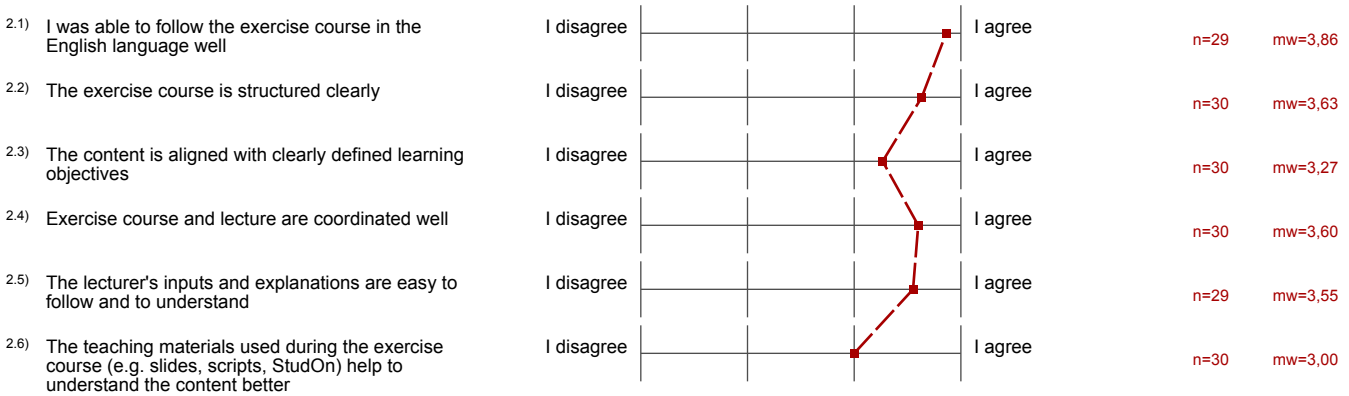 2.1) I was able to follow the exercise course in the English language well I disagree I agree n=29 mw=3,86
2.2) The exercise course is structured clearly I disagree I agree n=30 mw=3,63
2.3) The content is aligned with clearly defined learning objectives I disagree I agree n=30 mw=3,27
2.4) Exercise course and lecture are coordinated well I disagree I agree n=30 mw=3,60
2.5) The lecturer's inputs and explanations are easy to follow and to understand I disagree I agree n=29 mw=3,55
2.6) The teaching materials used during the exercise course (e.g. slides, scripts, StudOn) help to understand the content better I disagree I agree n=30 mw=3,00